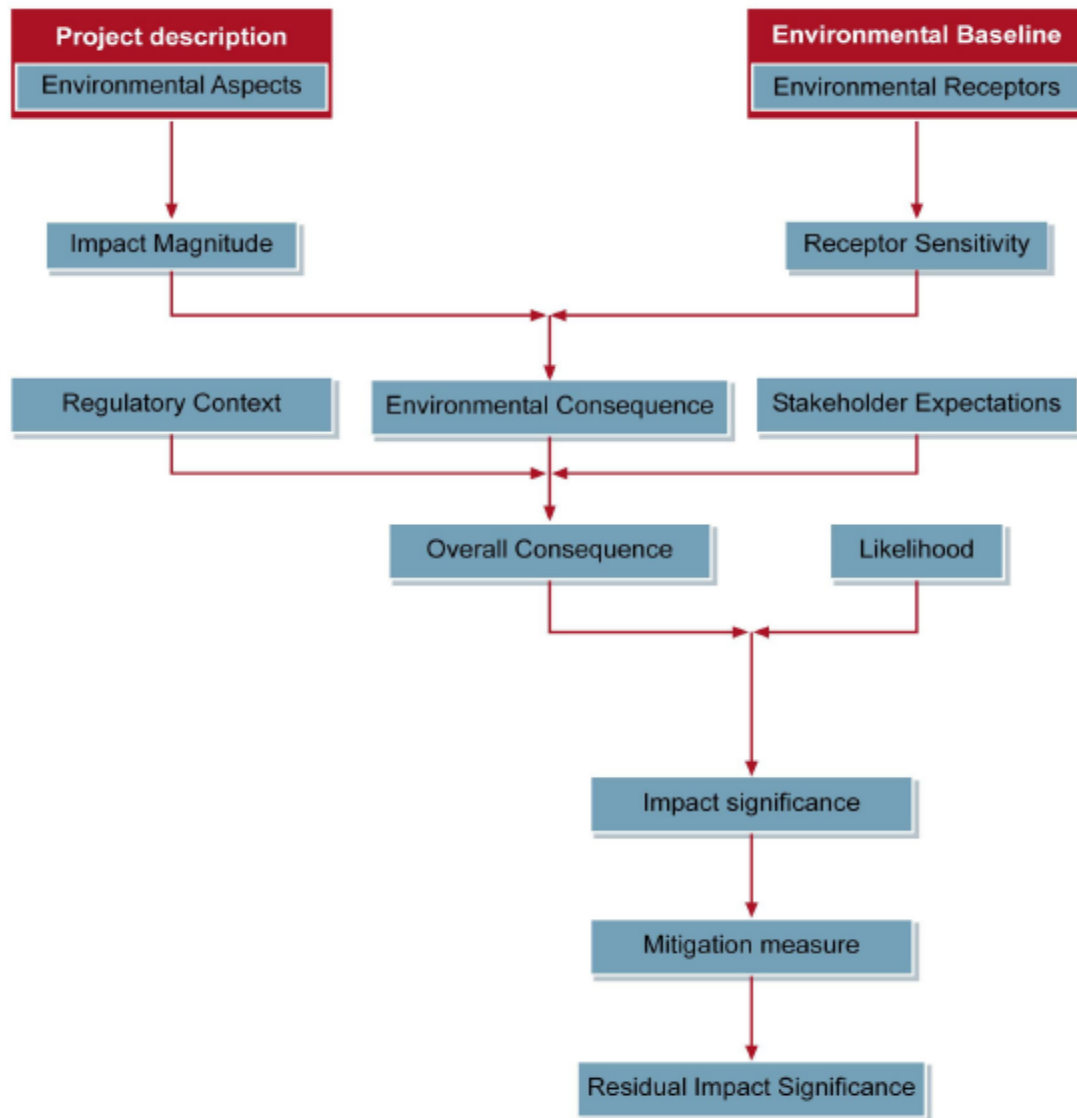 Project description
Environmental Aspects
Environmental Baseline
Environmental Receptors
Impact Magnitude
Receptor Sensitivity
Regulatory Context
Environmental Consequence
Stakeholder Expectations
Overall Consequence
Likelihood
Impact significance
Mitigation measure
Residual Impact Significance